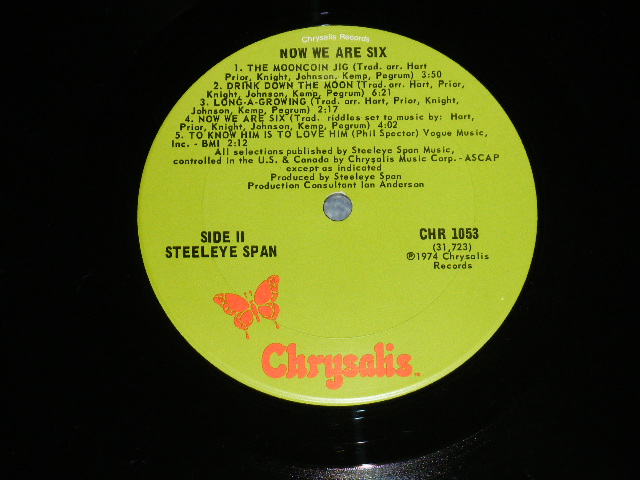 Chrysalis Records
NOW WE ARE SIX
1. THE MOONCOIN JIG (Trad. arr. Hart
Prior, Knight, Johnson, Kemp, Pegrum) 3:50
2. DRINK DOWN THE MOON (Trad. arr. Hart, Prior,
Knight, Johnson, Kemp, Pegrum) 6:21
3. LONG-A-GROWING (Trad. arr. Hart, Prior, Knight,
Johnson, Kemp, Pegrum) 2:17
4. NOW WE ARE SIX (Trad. riddles set to music by: Hart,
Prior, Knight, Johnson, Kemp, Pegrum) 4:02
5. TO KNOW HIM IS TO LOVE HIM (Phil Spector) Vogue Music,
Inc. - BMI 2:12
All selections published by Steeleye Span Music,
controlled in the U.S. & Canada by Chrysalis Music Corp. - ASCAP
except as indicated
Produced by Steeleye Span
Production Consultant Ian Anderson
SIDE II
STEELEYE SPAN
CHR 1053
(31,723)
℗1974 Chrysalis
Records
Chrysalis™